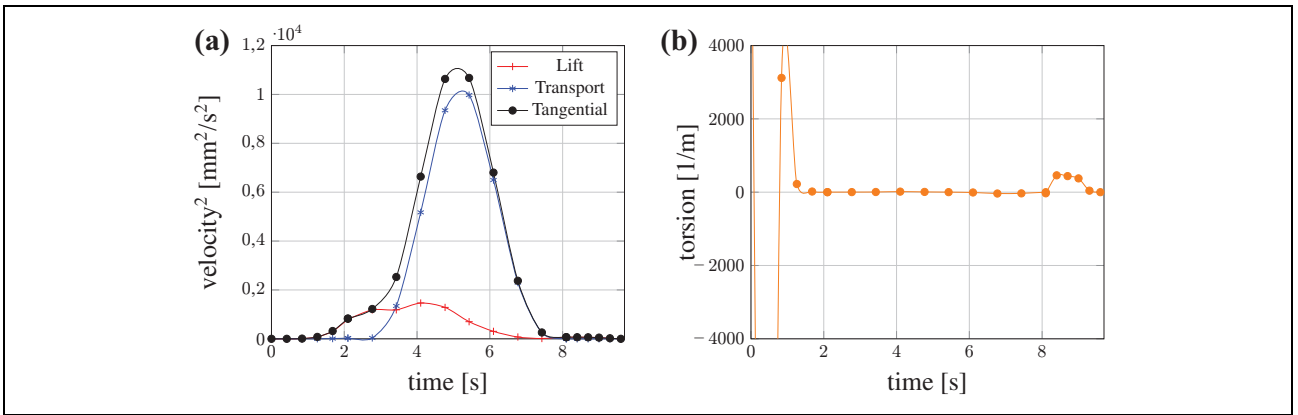 (a)
·10⁴
1,2
1
0,8
0,6
0,4
0,2
0
0 2 4 6 8
velocity² [mm²/s²]
time [s]
Lift
Transport
Tangential
(b)
4000
2000
0
−2000
−4000
0 2 4 6 8
torsion [1/m]
time [s]